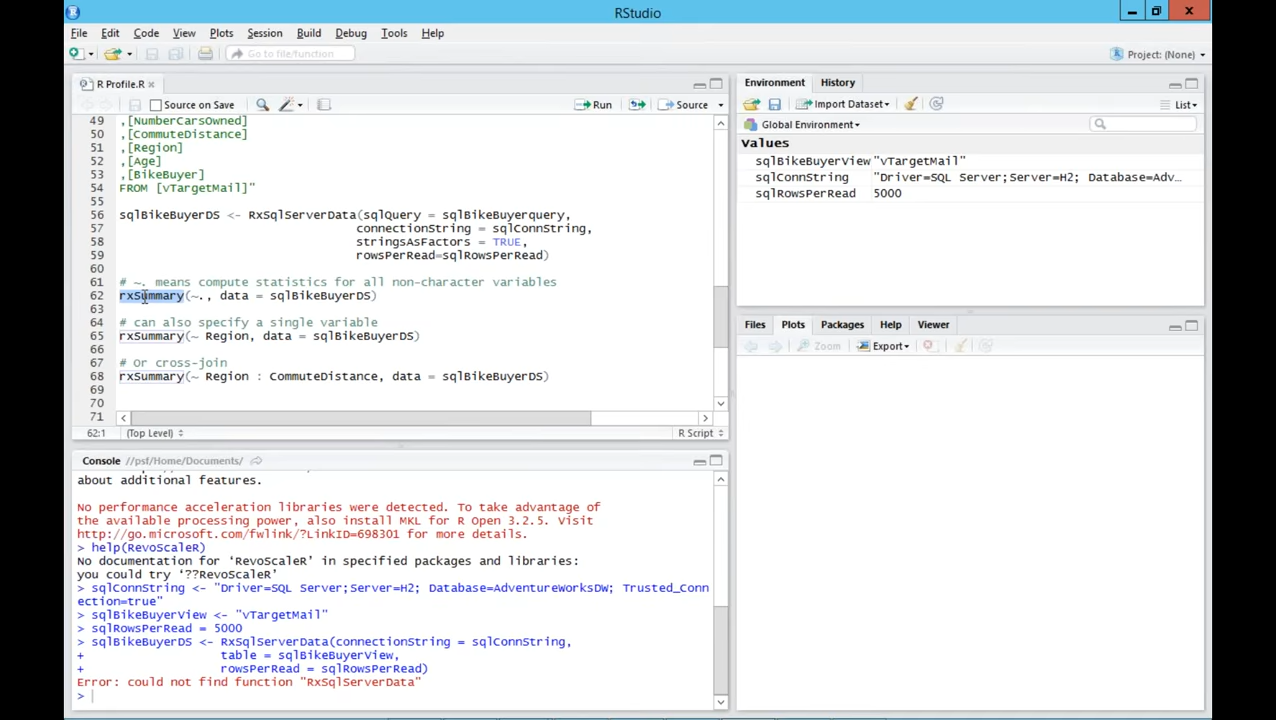 RStudio
File Edit Code View Plots Session Build Debug Tools Help
Go to file/function
Project: (None)
R Profile.R
Source on Save
Run
Source
49 ,[NumberCarsOwned]
50 ,[CommuteDistance]
51 ,[Region]
52 ,[Age]
53 ,[BikeBuyer]
54 FROM [vTargetMail]"
55
56 sqlBikeBuyerDS <- RxSqlServerData(sqlQuery = sqlBikeBuyerquery,
57 connectionString = sqlConnString,
58 stringsAsFactors = TRUE,
59 rowsPerRead=sqlRowsPerRead)
60
61 # ~. means compute statistics for all non-character variables
62 rxSummary(~., data = sqlBikeBuyerDS)
63
64 # can also specify a single variable
65 rxSummary(~ Region, data = sqlBikeBuyerDS)
66
67 # Or cross-join
68 rxSummary(~ Region : CommuteDistance, data = sqlBikeBuyerDS)
69
70
71
62:1 (Top Level) R Script
Console //psf/Home/Documents/
about additional features.
No performance acceleration libraries were detected. To take advantage of
the available processing power, also install MKL for R Open 3.2.5. Visit
http://go.microsoft.com/fwlink/?LinkID=698301 for more details.
> help(RevoScaleR)
No documentation for ‘RevoScaleR’ in specified packages and libraries:
you could try ‘??RevoScaleR’
> sqlConnString <- "Driver=SQL Server;Server=H2; Database=AdventureWorksDW; Trusted_Conn
ection=true"
> sqlBikeBuyerView <- "vTargetMail"
> sqlRowsPerRead = 5000
> sqlBikeBuyerDS <- RxSqlServerData(connectionString = sqlConnString,
+ table = sqlBikeBuyerView,
+ rowsPerRead = sqlRowsPerRead)
Error: could not find function "RxSqlServerData"
>
Environment History
Import Dataset
List
Global Environment
Values
sqlBikeBuyerView "vTargetMail"
sqlConnString "Driver=SQL Server;Server=H2; Database=Adv…
sqlRowsPerRead 5000
Files Plots Packages Help Viewer
Zoom Export